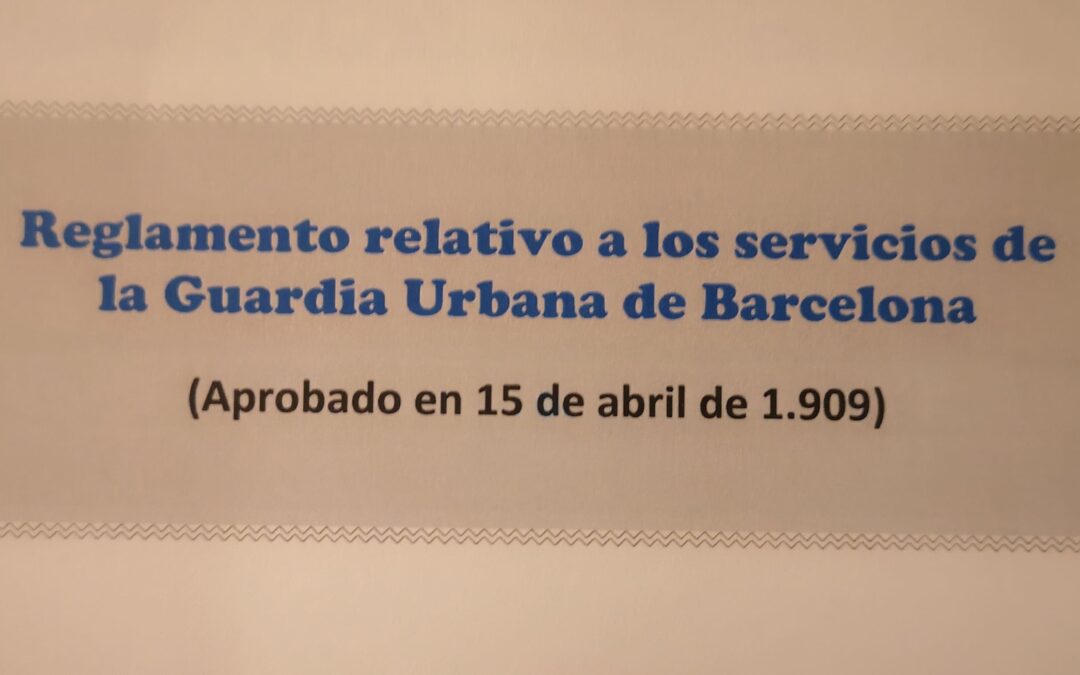 Reglamento relativo a los servicios de
la Guardia Urbana de Barcelona
(Aprobado en 15 de abril de 1.909)